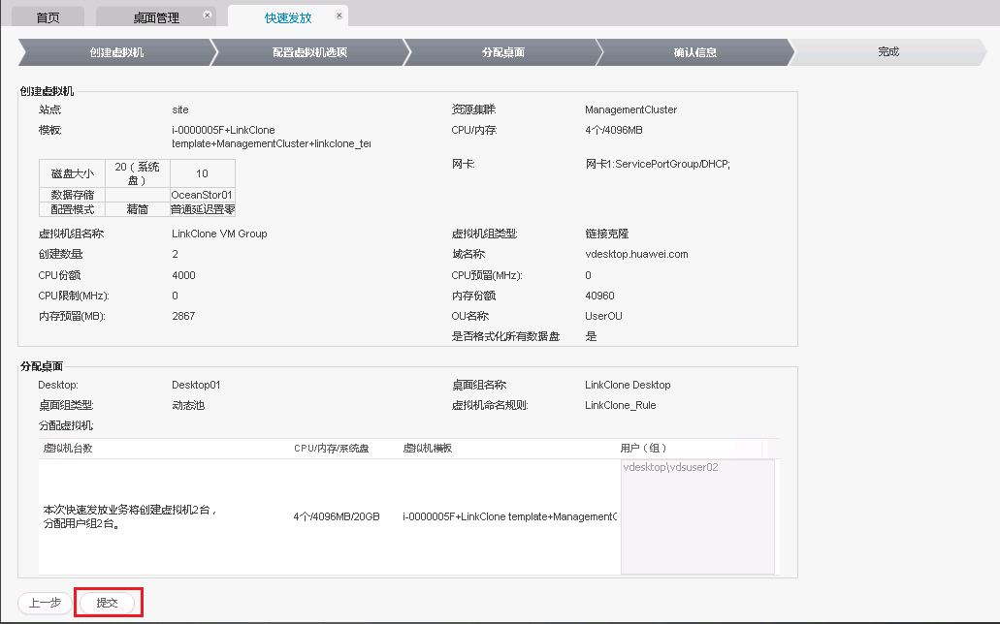 首页 桌面管理 快速发放
创建虚拟机 配置虚拟机选项 分配桌面 确认信息 完成
创建虚拟机
站点: site 资源集群: ManagementCluster
模板: i-0000005F+LinkClone CPU/内存: 4个/4096MB
template+ManagementCluster+linkclone_ter
网卡: 网卡1:ServicePortGroup/DHCP;
磁盘大小 20（系统盘） 10
数据存储 OceanStor01
配置模式 精简 普通延迟置零
虚拟机组名称: LinkClone VM Group 虚拟机组类型: 链接克隆
创建数量: 2 域名称: vdesktop.huawei.com
CPU份额: 4000 CPU预留(MHz): 0
CPU限制(MHz): 0 内存份额: 40960
内存预留(MB): 2867 OU名称: UserOU
是否格式化所有数据盘: 是
分配桌面
Desktop: Desktop01 桌面组名称: LinkClone Desktop
桌面组类型: 动态池 虚拟机命名规则: LinkClone_Rule
分配虚拟机:
虚拟机台数 CPU/内存/系统盘 虚拟机模板 用户（组）
vdesktop\vdsuser02
本次快速发放业务将创建虚拟机2台， 4个/4096MB/20GB i-0000005F+LinkClone template+ManagementC
分配用户组2台。
上一步 提交